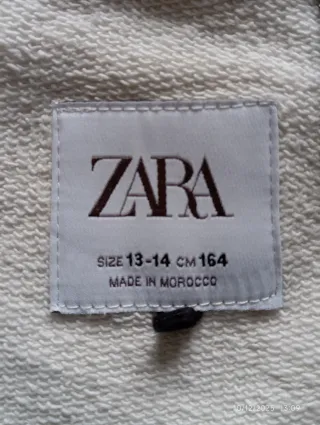 ZARA
SIZE 13-14 CM 164
MADE IN MOROCCO